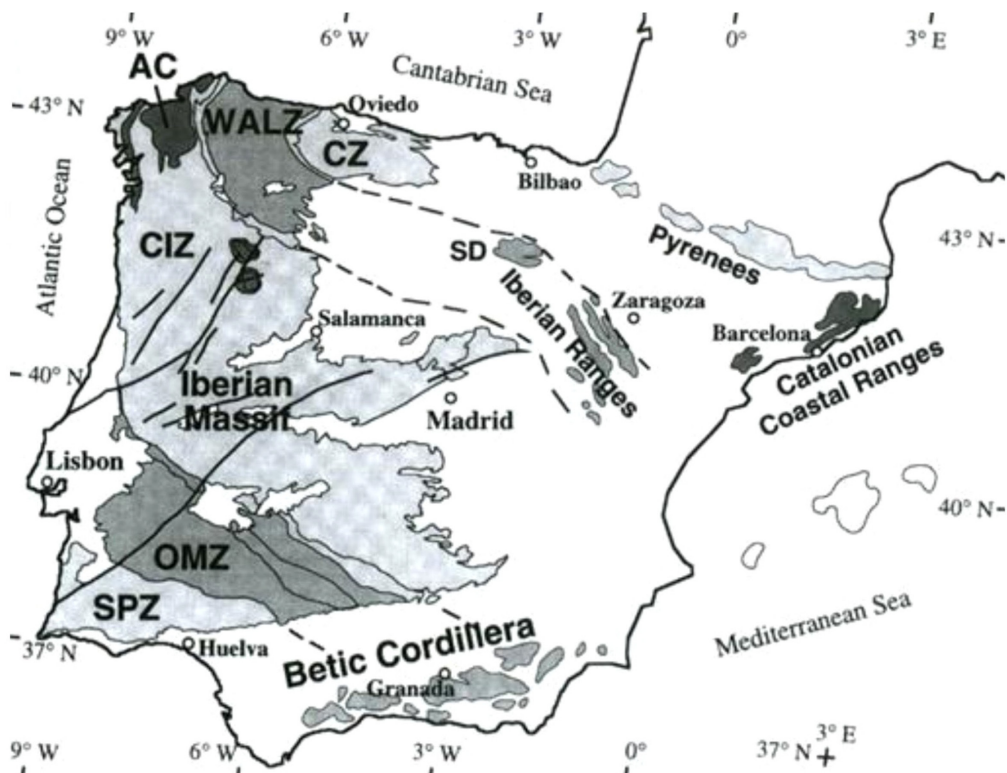 9° W 6° W 3° W 0° 3° E
Cantabrian Sea
AC
43° N
WALZ
Oviedo
CZ
Bilbao
Atlantic Ocean
CIZ
SD
Pyrenees
43° N
Iberian Ranges
Zaragoza
Salamanca
Barcelona
40° N
Iberian
Massif
Catalonian
Coastal Ranges
Madrid
Lisbon
40° N
OMZ
SPZ
Mediterranean Sea
37° N
Huelva
Betic Cordillera
Granada
9° W 6° W 3° W 0° 37° N 3° E